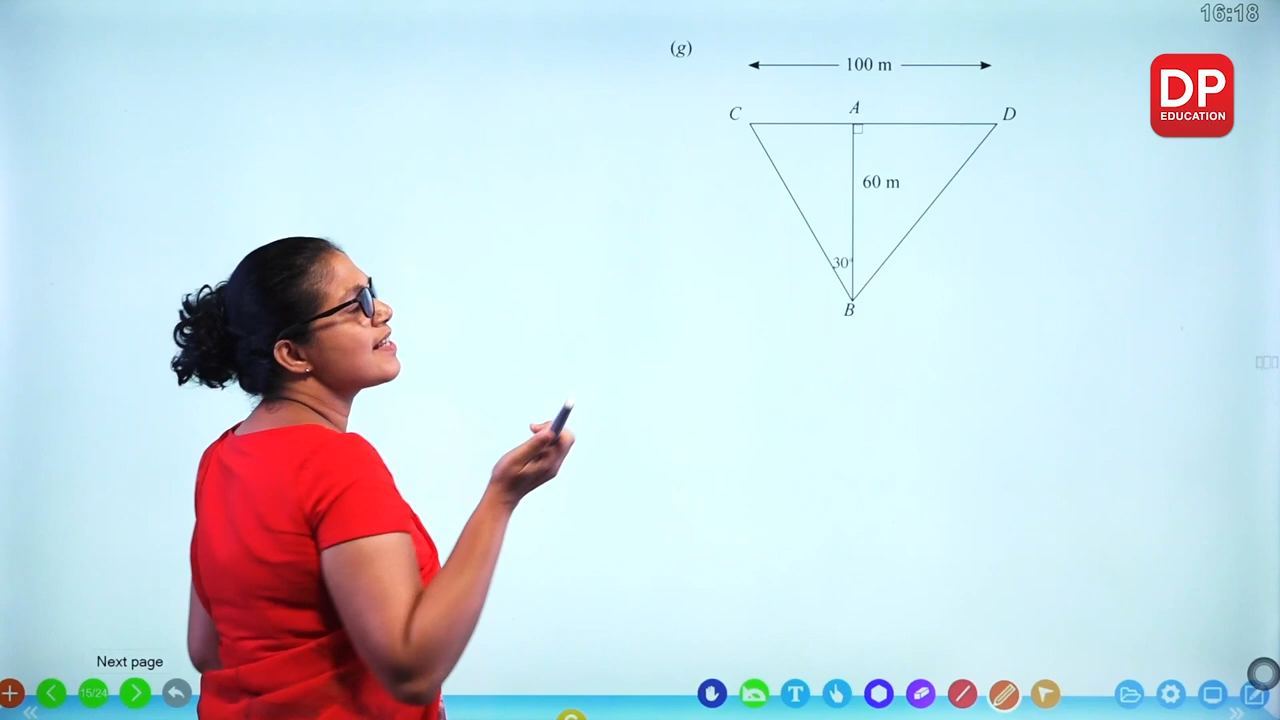 16:18
(g)
100 m
DP
EDUCATION
C
A
D
60 m
30°
B
Next page
15/24
T